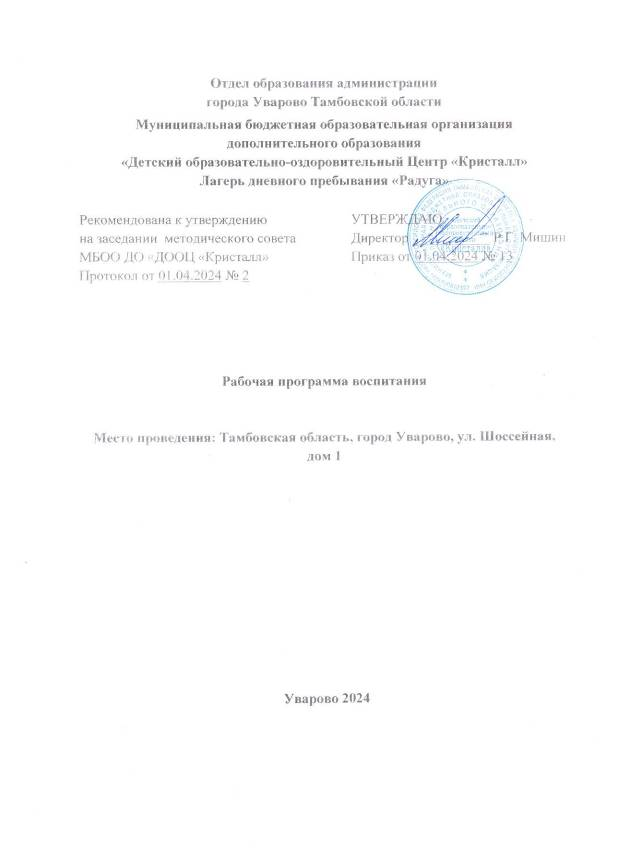 Отдел образования администрации
города Уварово Тамбовской области
Муниципальная бюджетная образовательная организация
дополнительного образования
«Детский образовательно-оздоровительный Центр «Кристалл»
Лагерь дневного пребывания «Радуга»
Рекомендована к утверждению
на заседании методического совета
МБОО ДО «ДООЦ «Кристалл»
Протокол от 01.04.2024 № 2
УТВЕРЖДАЮ
Директор Р.Г. Мишин
Приказ от 01.04.2024 № 13
Рабочая программа воспитания
Место проведения: Тамбовская область, город Уварово, ул. Шоссейная,
дом 1
Уварово 2024